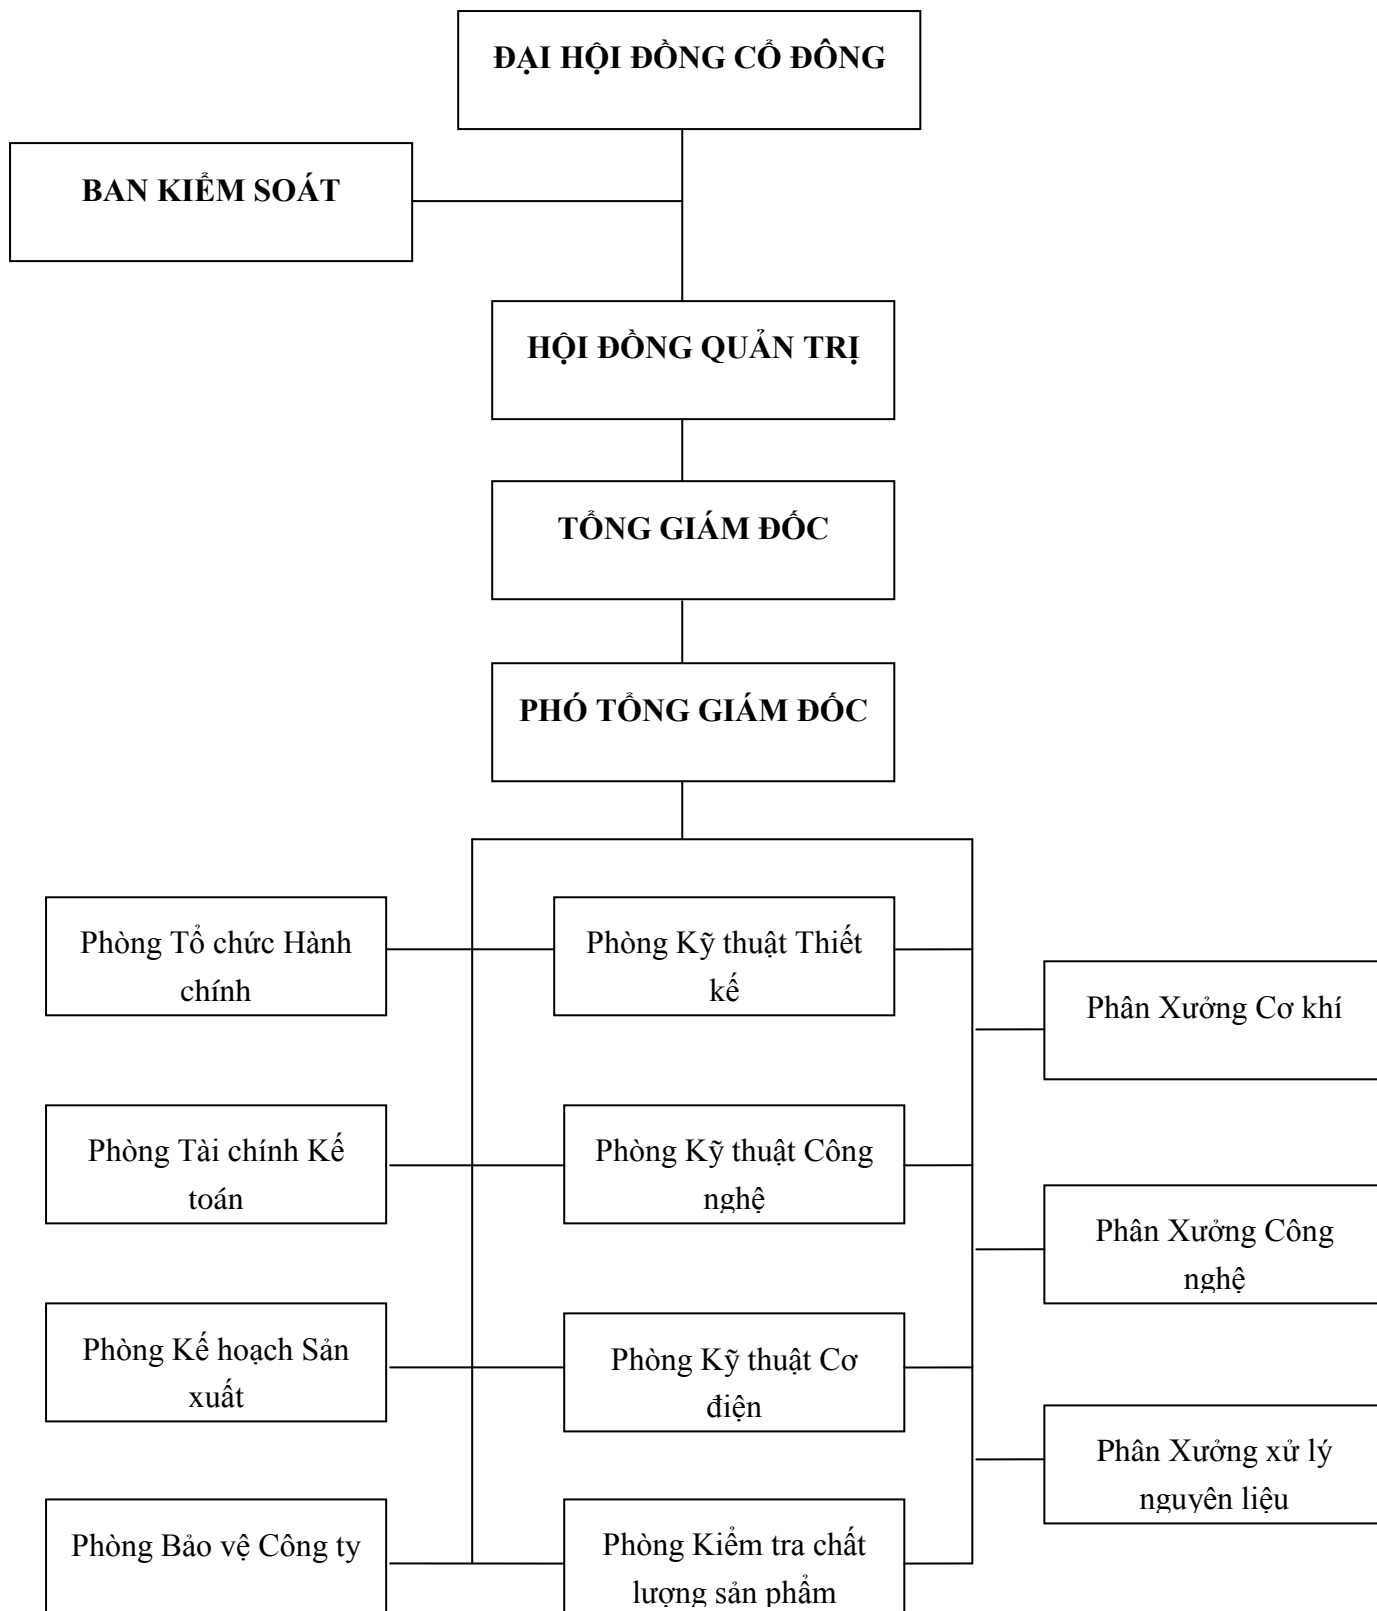 ĐẠI HỘI ĐỒNG CỔ ĐÔNG
BAN KIỂM SOÁT
HỘI ĐỒNG QUẢN TRỊ
TỔNG GIÁM ĐỐC
PHÓ TỔNG GIÁM ĐỐC
Phòng Tổ chức Hành
chính
Phòng Kỹ thuật Thiết
kế
Phân Xưởng Cơ khí
Phòng Tài chính Kế
toán
Phòng Kỹ thuật Công
nghệ
Phân Xưởng Công
nghệ
Phòng Kế hoạch Sản
xuất
Phòng Kỹ thuật Cơ
điện
Phân Xưởng xử lý
nguyên liệu
Phòng Bảo vệ Công ty
Phòng Kiểm tra chất
lượng sản phẩm